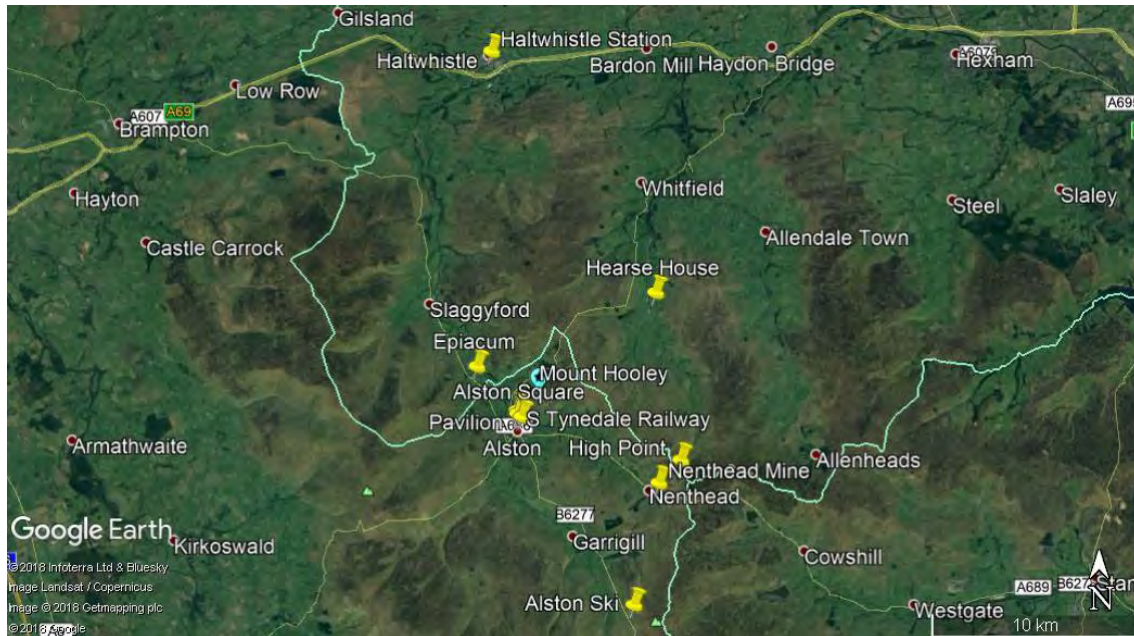 Gilsland
Haltwhistle Station
Haltwhistle
Bardon Mill
Haydon Bridge
A6079
Hexham
Low Row
A607
A69
A695
Brampton
Hayton
Whitfield
Slaley
Steel
Castle Carrock
Allendale Town
Hearse House
Slaggyford
Epiacum
Mount Hooley
Alston Square
Pavilion
S Tynedale Railway
Armathwaite
Alston
High Point
Allenheads
Nenthead Mine
Nenthead
B6277
Google Earth
Garrigill
Kirkoswald
Cowshill
© 2018 Infoterra Ltd & Bluesky
Image Landsat / Copernicus
Image © 2018 Getmapping plc
© 2018 Google
A689
B627
Star
Alston Ski
Westgate
N
10 km